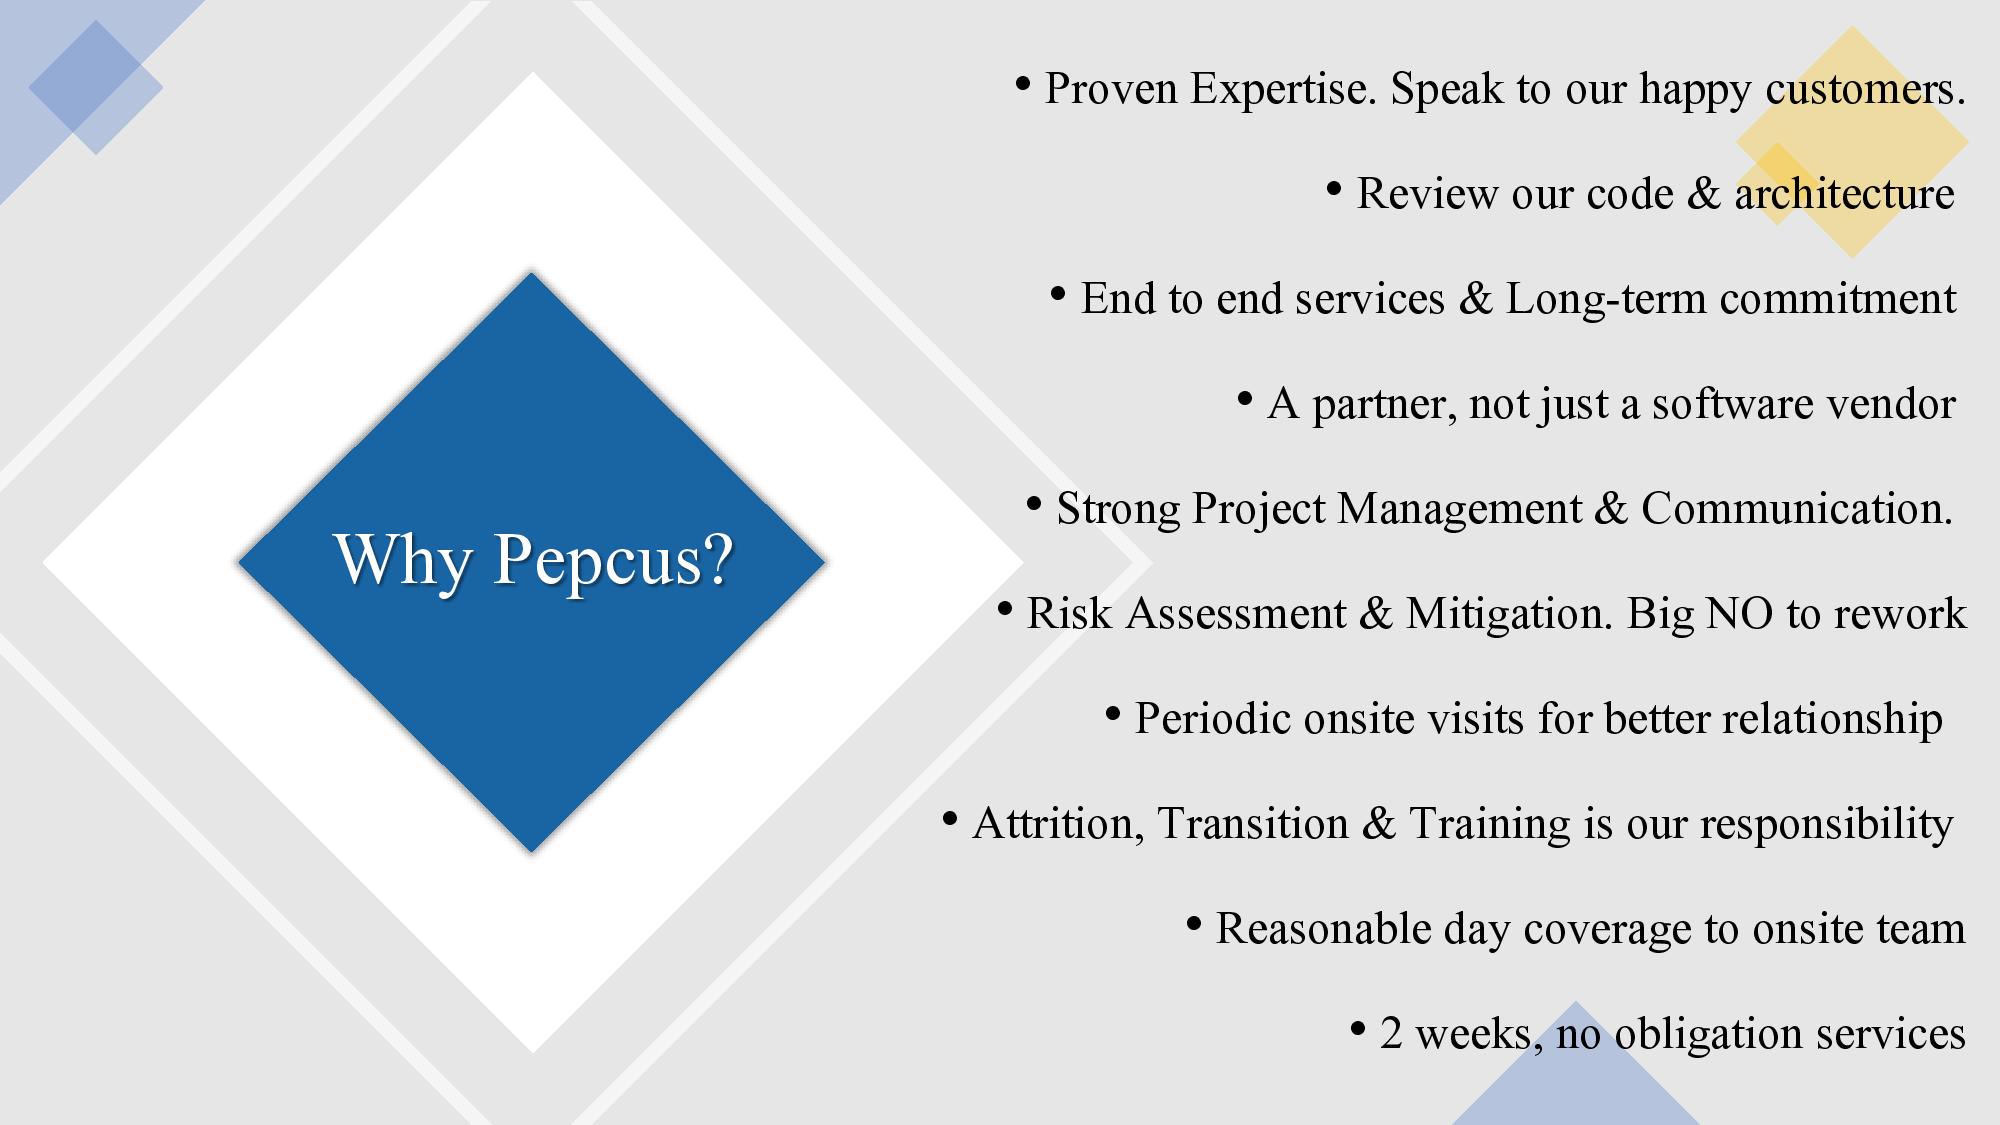 Why Pepcus?
• Proven Expertise. Speak to our happy customers.
• Review our code & architecture
• End to end services & Long-term commitment
• A partner, not just a software vendor
• Strong Project Management & Communication.
• Risk Assessment & Mitigation. Big NO to rework
• Periodic onsite visits for better relationship
• Attrition, Transition & Training is our responsibility
• Reasonable day coverage to onsite team
• 2 weeks, no obligation services